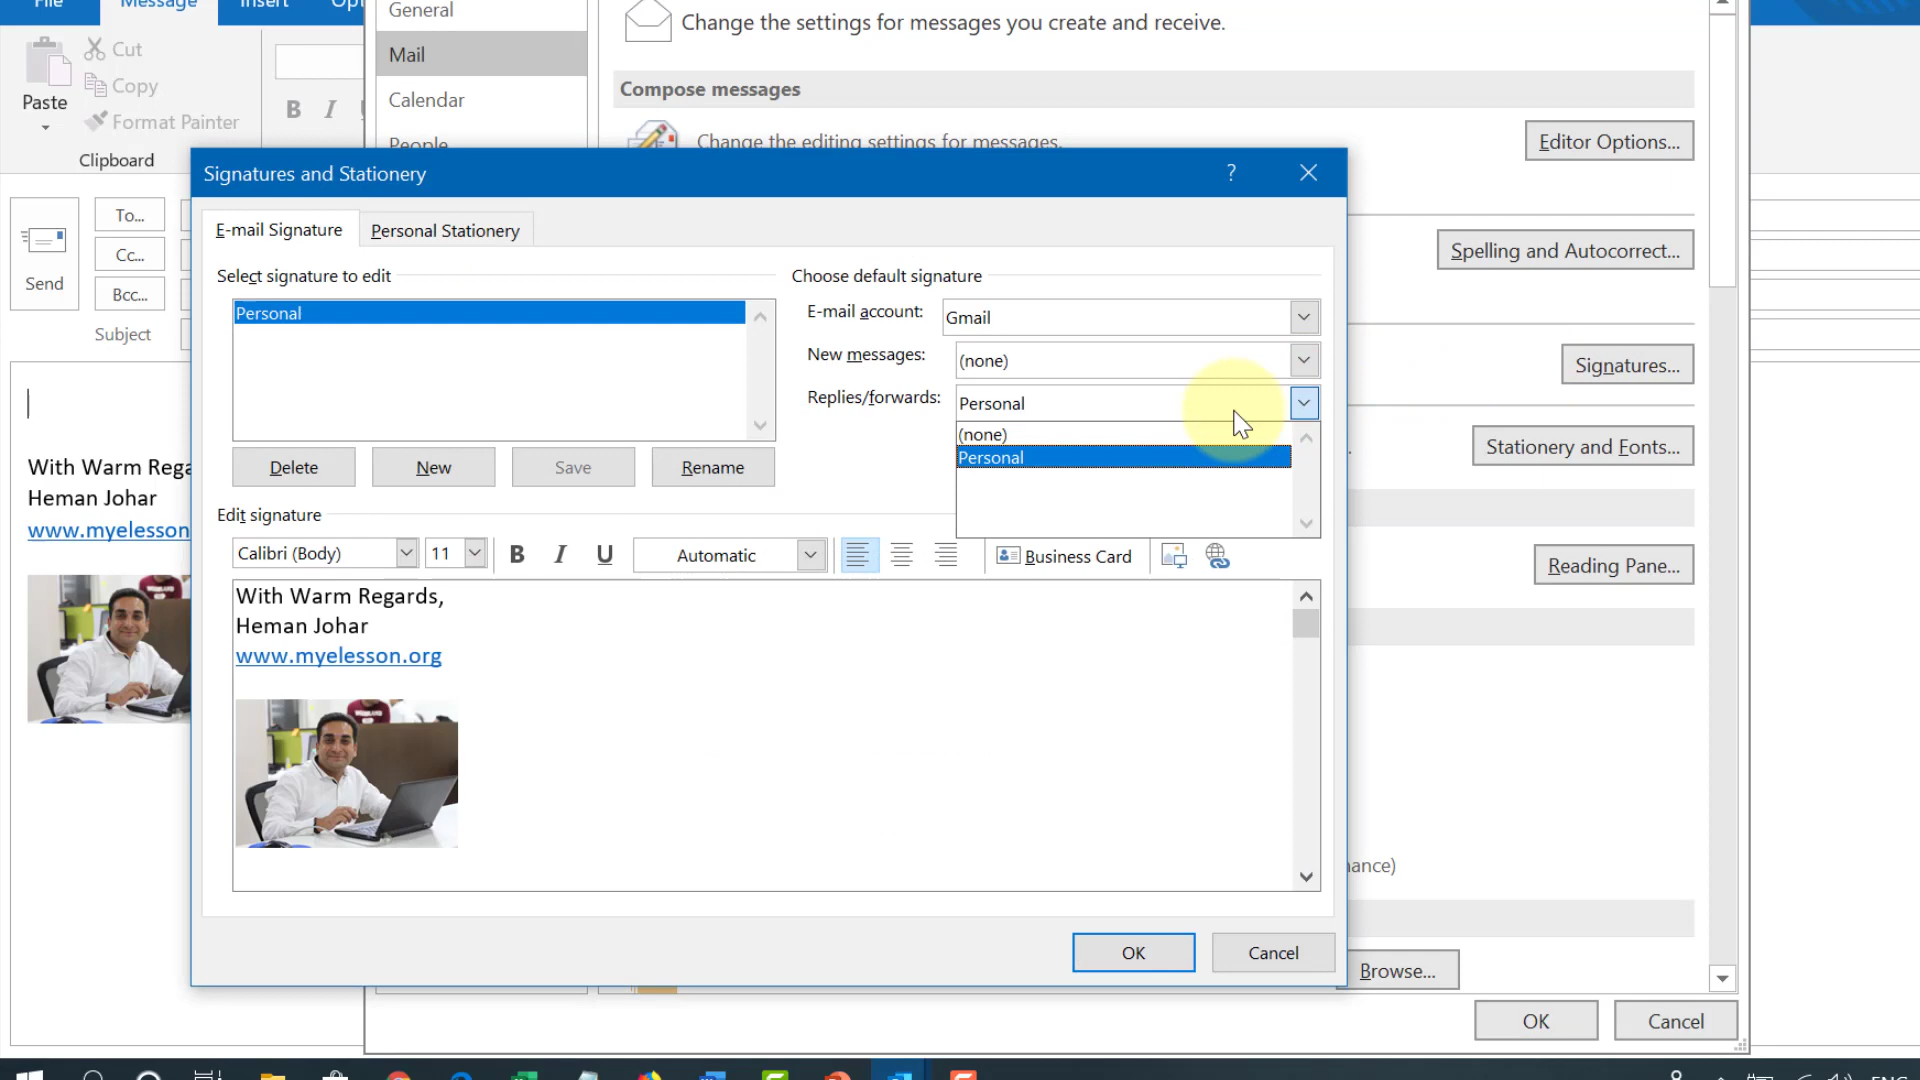 File
Message
Insert
General
Change the settings for messages you create and receive.
Cut
Mail
Copy
Compose messages
Paste
B I
Calendar
Format Painter
People
Change the editing settings for messages.
Editor Options...
Clipboard
Signatures and Stationery
?
To...
E-mail Signature
Personal Stationery
Cc...
Spelling and Autocorrect...
Select signature to edit
Choose default signature
Send
Bcc...
Personal
E-mail account:
Gmail
Subject
New messages:
(none)
Signatures...
Replies/forwards:
Personal
(none)
Personal
Stationery and Fonts...
With Warm Rega
Delete
New
Save
Rename
Heman Johar
www.myelesson
Edit signature
Calibri (Body)
11
B I U
Automatic
Business Card
Reading Pane...
With Warm Regards,
Heman Johar
www.myelesson.org
OK
Cancel
Browse...
OK
Cancel